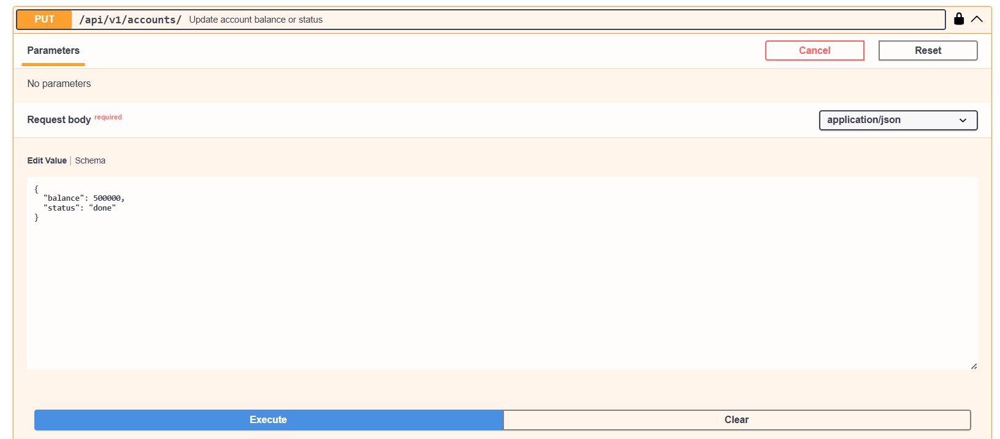 PUT /api/v1/accounts/ Update account balance or status
Parameters Cancel Reset
No parameters
Request body required application/json
Edit Value Schema
{
"balance": 500000,
"status": "done"
}
Execute Clear